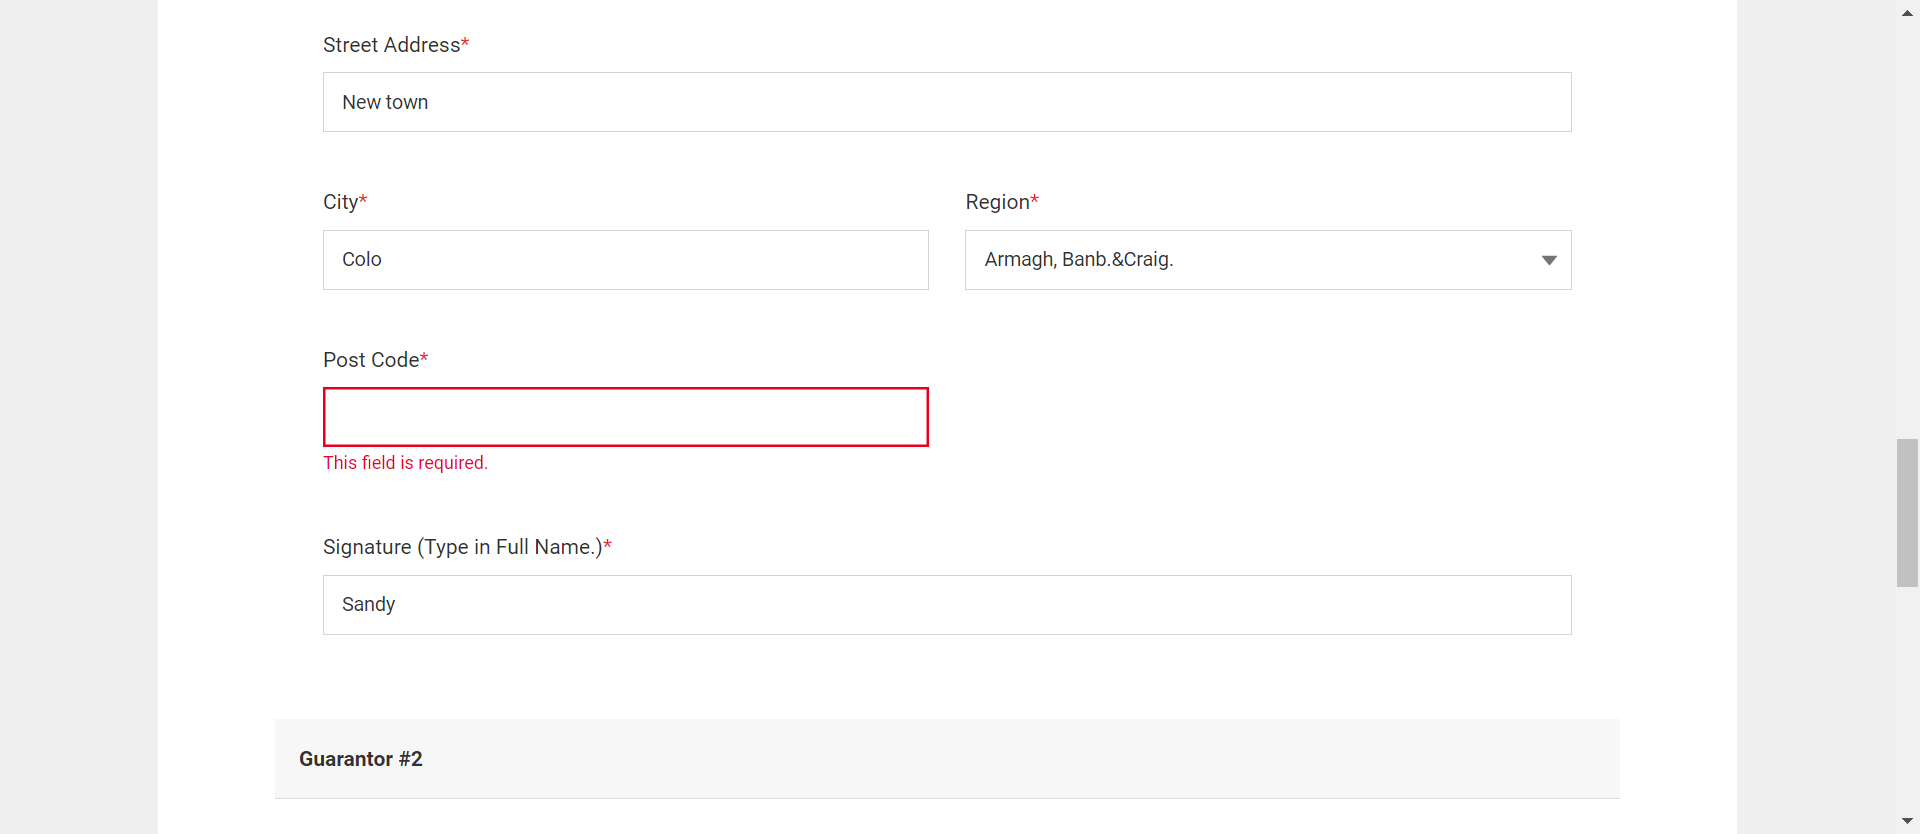 Street Address*
New town
City*
Region*
Colo
Armagh, Banb.&Craig.
Post Code*
This field is required.
Signature (Type in Full Name.)*
Sandy
Guarantor #2